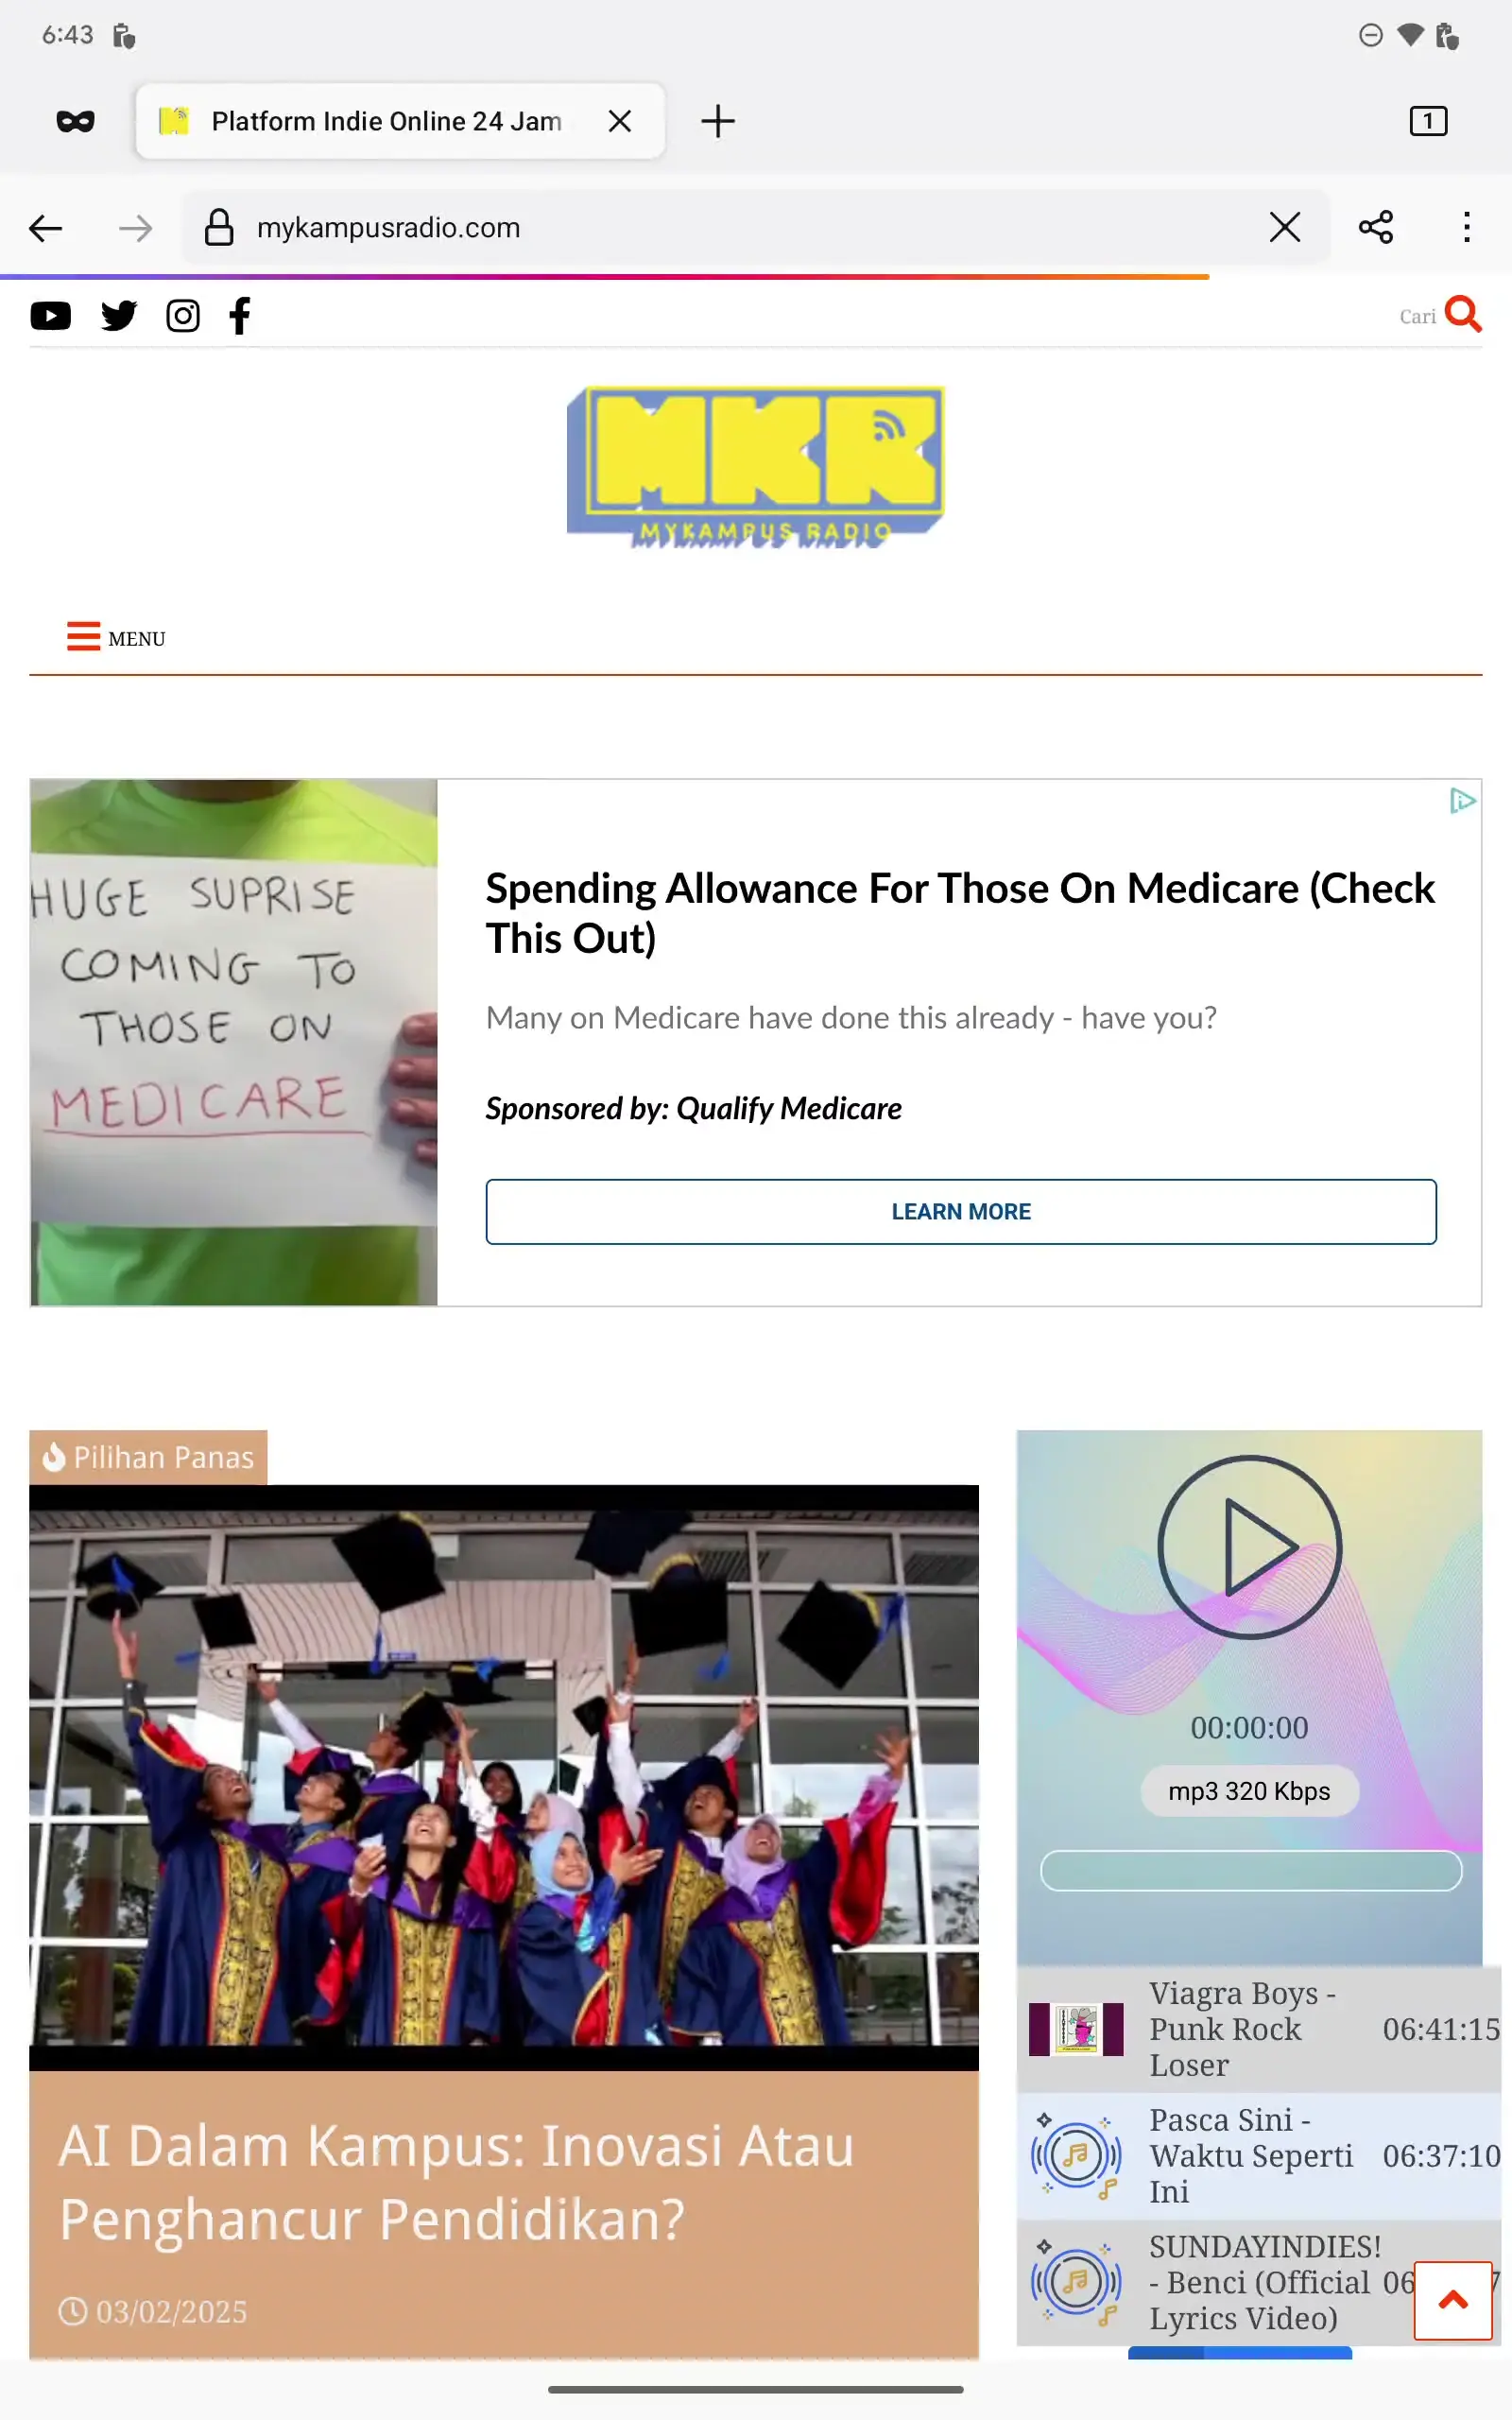 6:43
Platform Indie Online 24 Jam
1
mykampusradio.com
Cari
MKR
MYKAMPUS RADIO
MENU
HUGE SUPRISE
COMING TO
THOSE ON
MEDICARE
Spending Allowance For Those On Medicare (Check
This Out)
Many on Medicare have done this already - have you?
Sponsored by: Qualify Medicare
LEARN MORE
Pilihan Panas
AI Dalam Kampus: Inovasi Atau
Penghancur Pendidikan?
03/02/2025
00:00:00
mp3 320 Kbps
Viagra Boys -
Punk Rock
Loser
06:41:15
Pasca Sini -
Waktu Seperti
Ini
06:37:10
SUNDAYINDIES!
- Benci (Official
Lyrics Video)